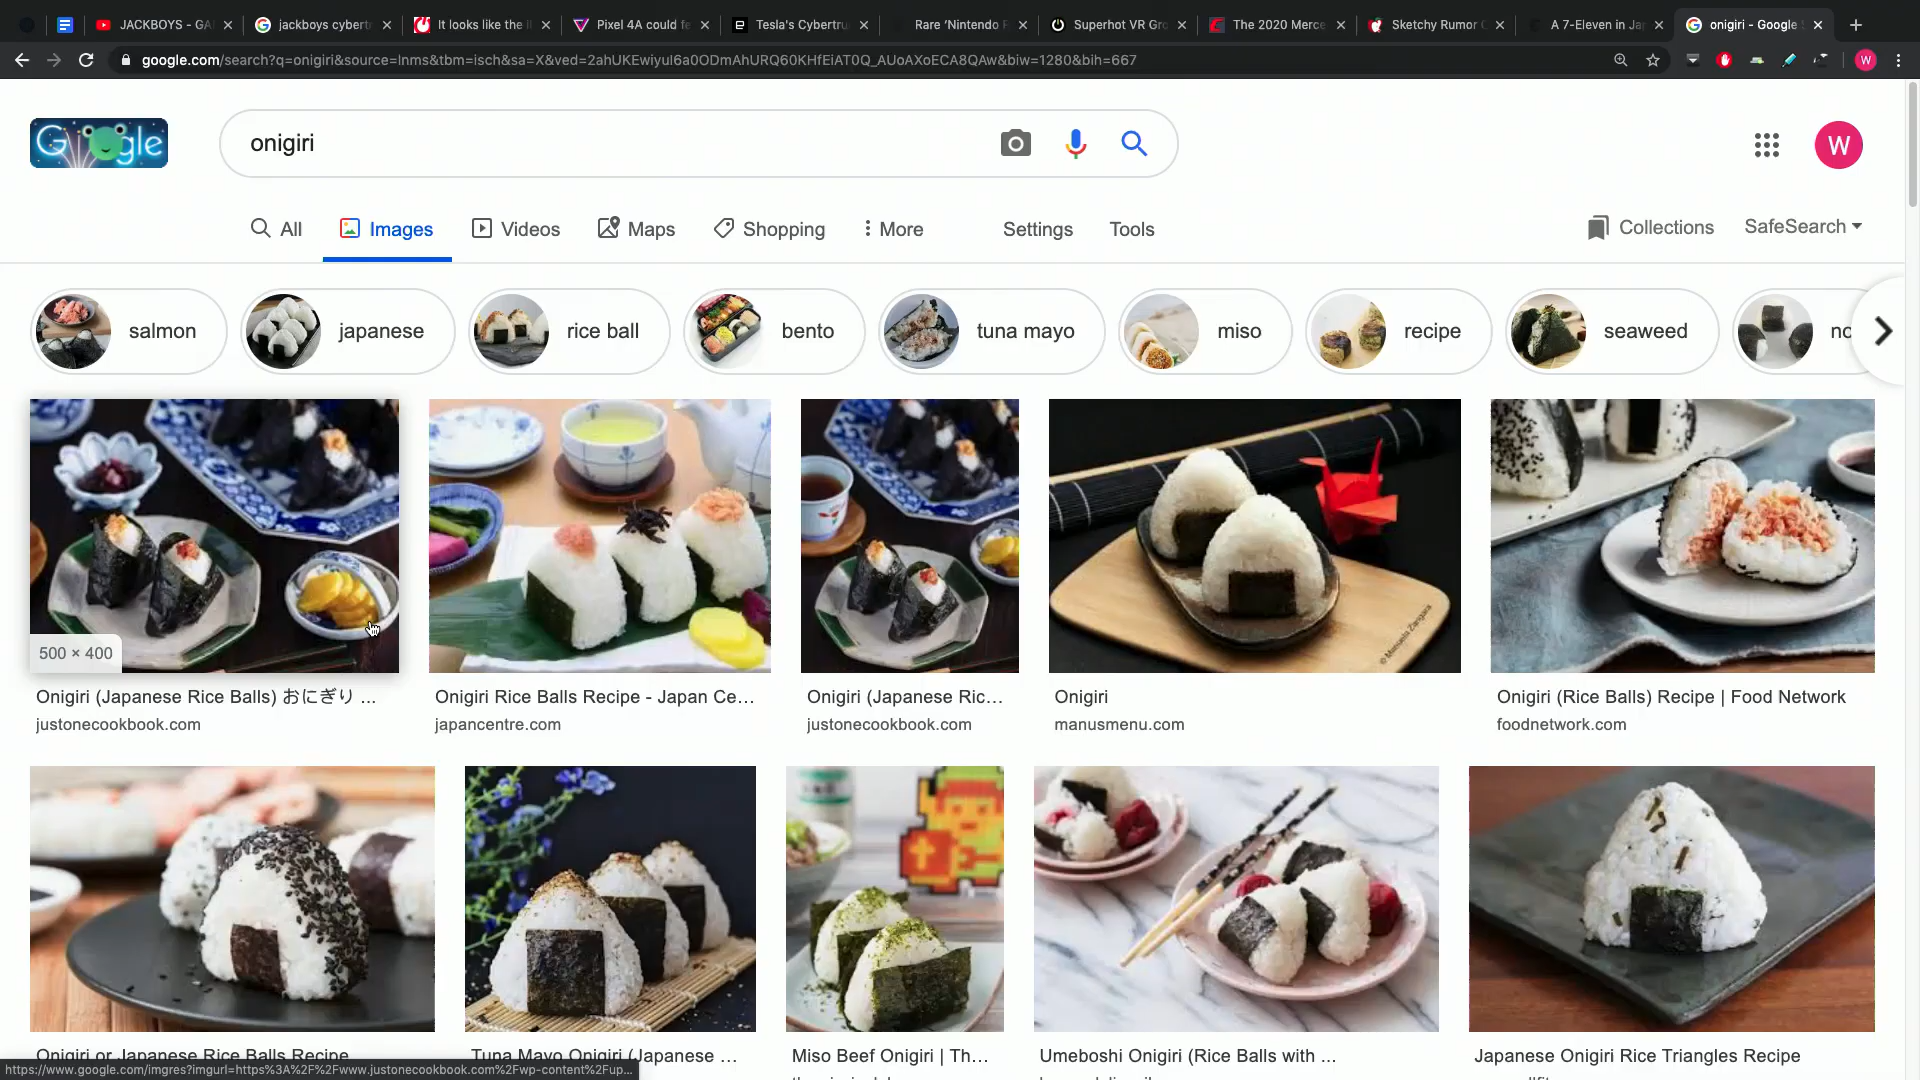 JACKBOYS - GA
jackboys cybert
It looks like the i
Pixel 4A could fe
Tesla's Cybertru
Rare 'Nintendo
Superhot VR Gro
The 2020 Merce
Sketchy Rumor
A 7-Eleven in Ja
onigiri - Google
google.com/search?q=onigiri&source=lnms&tbm=isch&sa=X&ved=2ahUKEwiyul6a0ODmAhURQ60KHfEiAT0Q_AUoAXoECA8QAw&biw=1280&bih=667
W
Google
onigiri
W
All
Images
Videos
Maps
Shopping
More
Settings
Tools
Collections
SafeSearch
salmon
japanese
rice ball
bento
tuna mayo
miso
recipe
seaweed
no
500 × 400
Onigiri (Japanese Rice Balls) おにぎり ...
justonecookbook.com
Onigiri Rice Balls Recipe - Japan Ce...
japancentre.com
Onigiri (Japanese Ric...
justonecookbook.com
Onigiri
manusmenu.com
Onigiri (Rice Balls) Recipe | Food Network
foodnetwork.com
Onigiri or Japanese Rice Balls Recipe
Tuna Mayo Onigiri (Japanese ...
Miso Beef Onigiri | Th...
Umeboshi Onigiri (Rice Balls with ...
Japanese Onigiri Rice Triangles Recipe
https://www.google.com/imgres?imgurl=https%3A%2F%2Fwww.justonecookbook.com%2Fwp-content%2Fup...